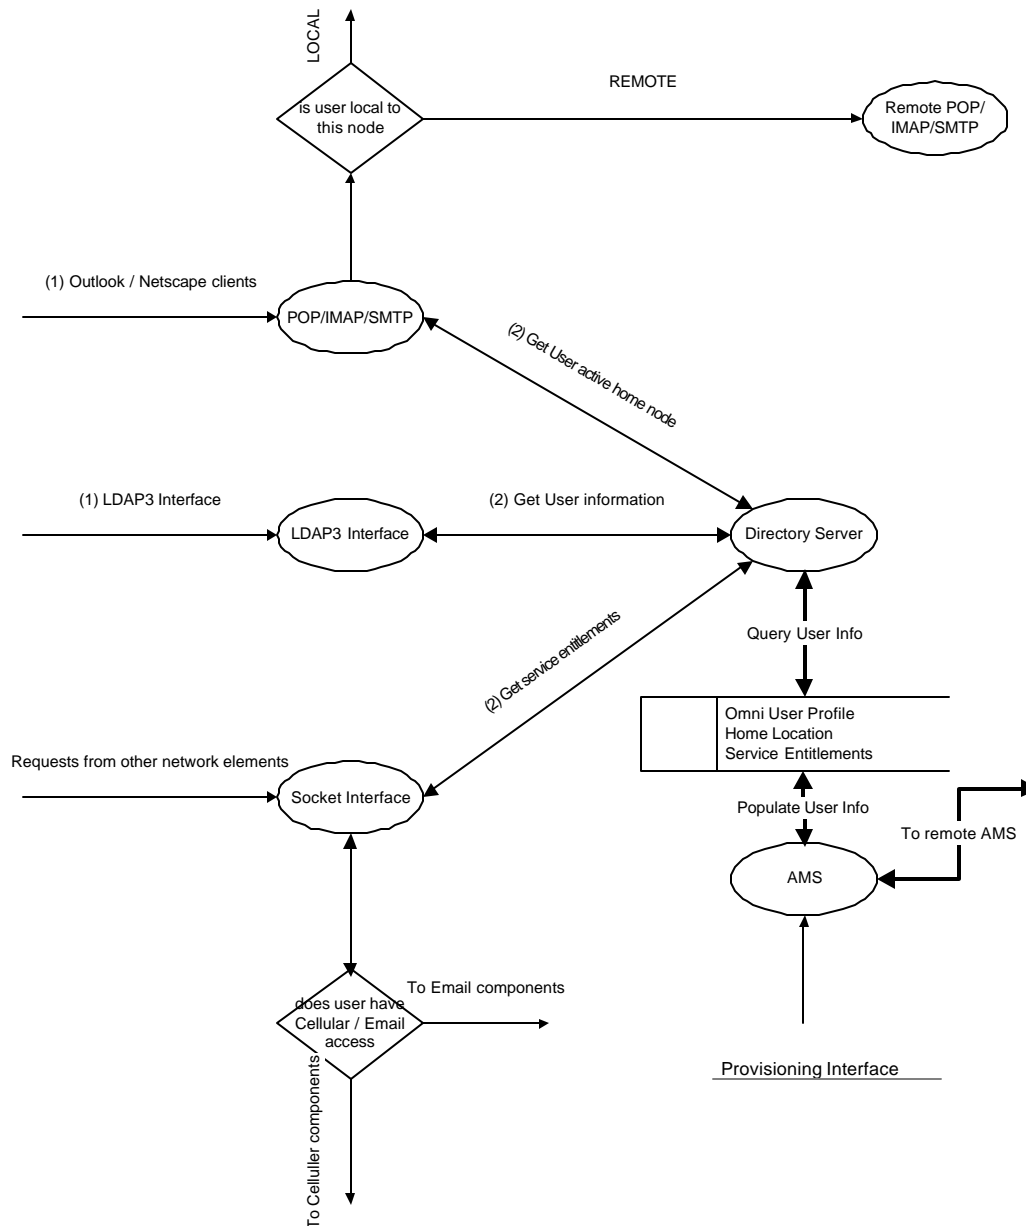 LOCAL
REMOTE
is user local to
this node
Remote POP/
IMAP/SMTP
(1) Outlook / Netscape clients
POP/IMAP/SMTP
(2) Get User active home node
(1) LDAP3 Interface
(2) Get User information
LDAP3 Interface
Directory Server
Query User Info
(2) Get service entitlements
Omni User Profile
Home Location
Service Entitlements
Requests from other network elements
Socket Interface
Populate User Info
To remote AMS
AMS
To Email components
does user have
Cellular / Email
access
Provisioning Interface
To Celluller components